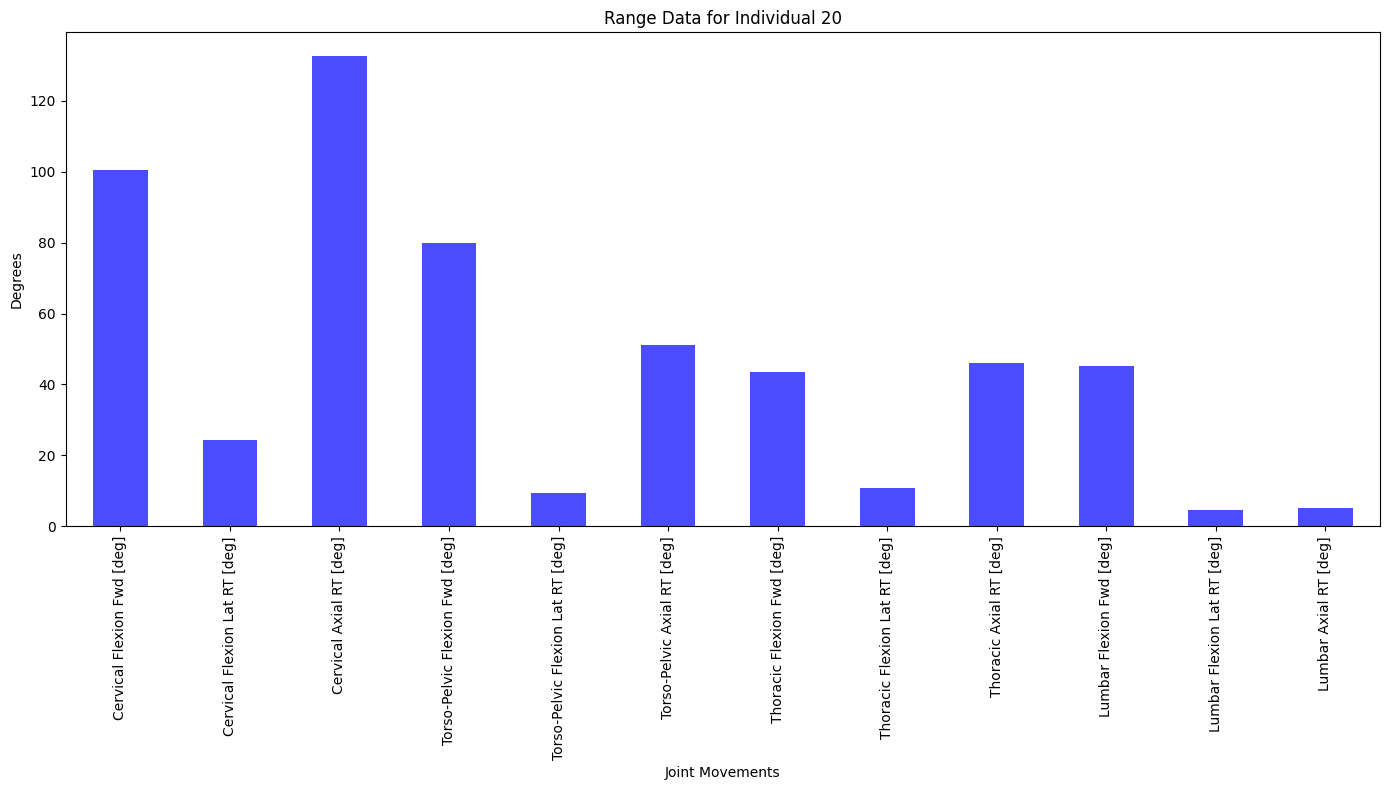 Range Data for Individual 20
Degrees
120
100
80
60
40
20
0
Cervical Flexion Fwd [deg]
Cervical Flexion Lat RT [deg]
Cervical Axial RT [deg]
Torso-Pelvic Flexion Fwd [deg]
Torso-Pelvic Flexion Lat RT [deg]
Torso-Pelvic Axial RT [deg]
Thoracic Flexion Fwd [deg]
Thoracic Flexion Lat RT [deg]
Thoracic Axial RT [deg]
Lumbar Flexion Fwd [deg]
Lumbar Flexion Lat RT [deg]
Lumbar Axial RT [deg]
Joint Movements